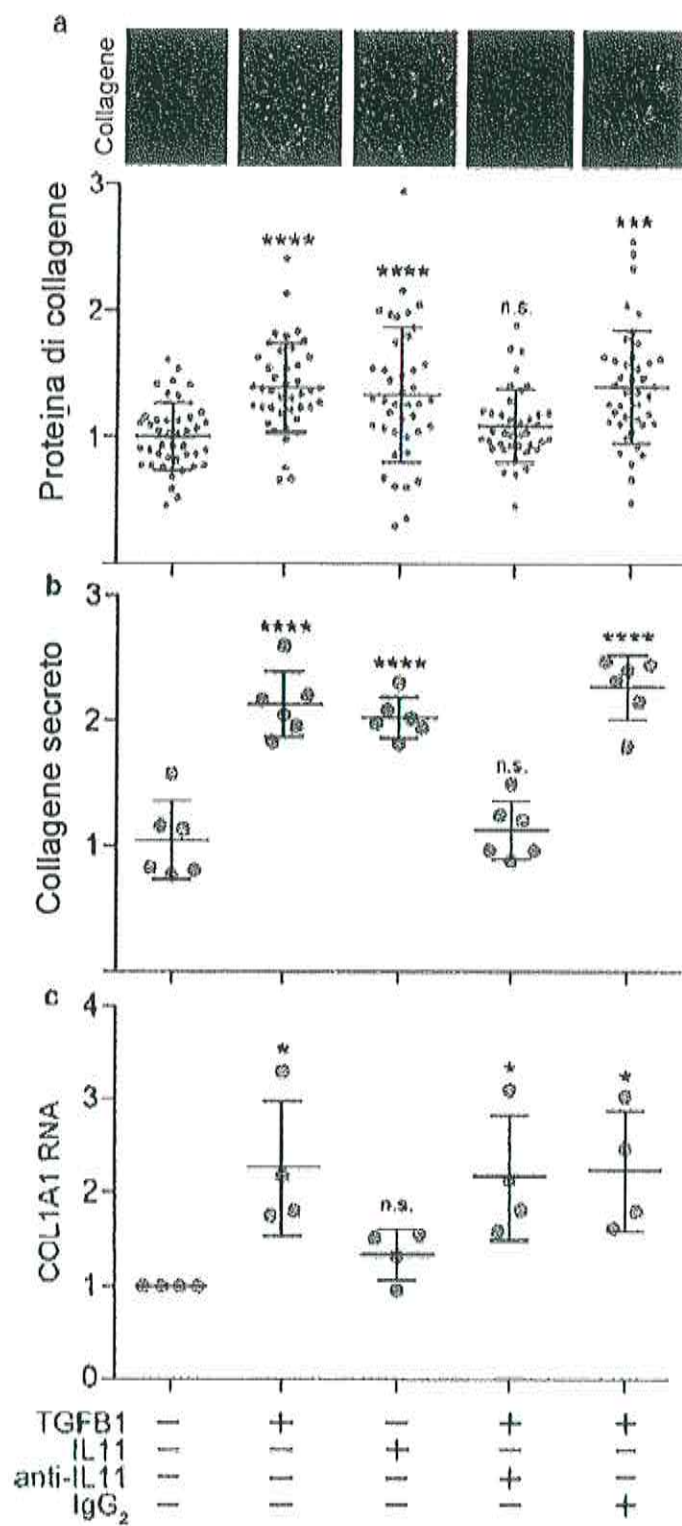 a
Collagene
Proteina di collagene
3
2
1
****
****
n.s.
***
b
Collagene secreto
3
2
1
****
****
n.s.
****
c
COL1A1 RNA
4
3
2
1
0
*
n.s.
*
*
TGFB1 − + − + +
IL11 − − + − −
anti-IL11 − − − + −
IgG2 − − − − +